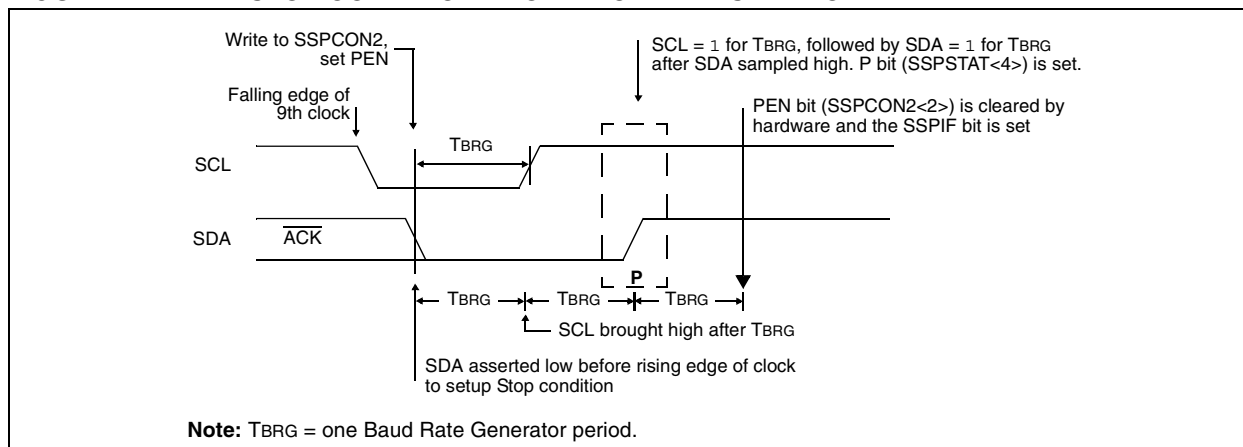 Write to SSPCON2,
set PEN
SCL = 1 for TBRG, followed by SDA = 1 for TBRG
after SDA sampled high. P bit (SSPSTAT<4>) is set.
Falling edge of
9th clock
PEN bit (SSPCON2<2>) is cleared by
hardware and the SSPIF bit is set
TBRG
SCL
SDA
ACK
P
TBRG
TBRG
TBRG
SCL brought high after TBRG
SDA asserted low before rising edge of clock
to setup Stop condition
Note: TBRG = one Baud Rate Generator period.